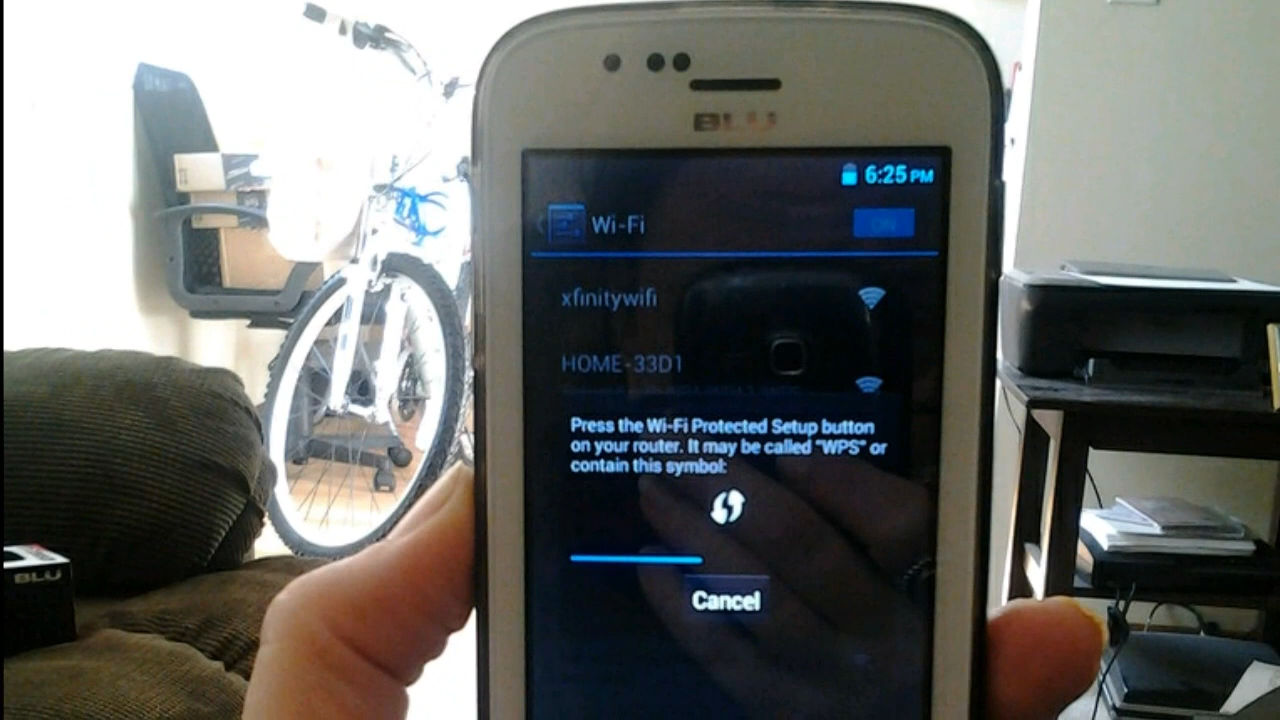 BLU
6:25 PM
Wi-Fi
ON
xfinitywifi
HOME-33D1
Press the Wi-Fi Protected Setup button
on your router. It may be called "WPS" or
contain this symbol:
Cancel
BLU